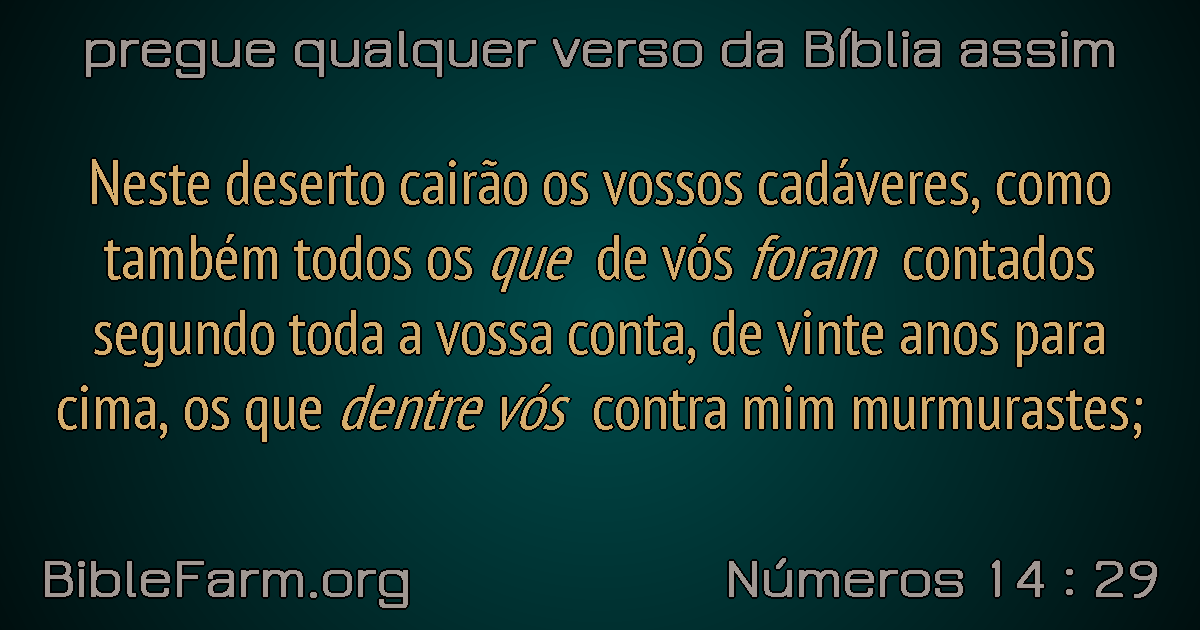 pregue qualquer verso da Bíblia assim
Neste deserto cairão os vossos cadáveres, como
também todos os que de vós foram contados
segundo toda a vossa conta, de vinte anos para
cima, os que dentre vós contra mim murmurastes;
BibleFarm.org
Números 14 : 29